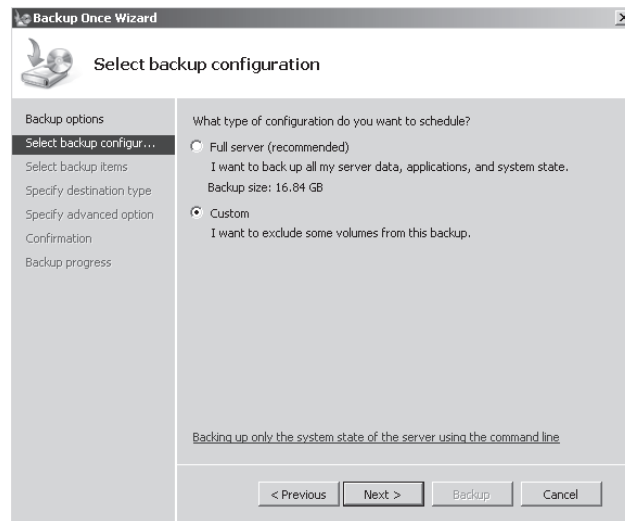 Backup Once Wizard
Select backup configuration
Backup options
Select backup configur...
Select backup items
Specify destination type
Specify advanced option
Confirmation
Backup progress
What type of configuration do you want to schedule?
Full server (recommended)
I want to back up all my server data, applications, and system state.
Backup size: 16.84 GB
Custom
I want to exclude some volumes from this backup.
Backing up only the system state of the server using the command line
< Previous
Next >
Backup
Cancel